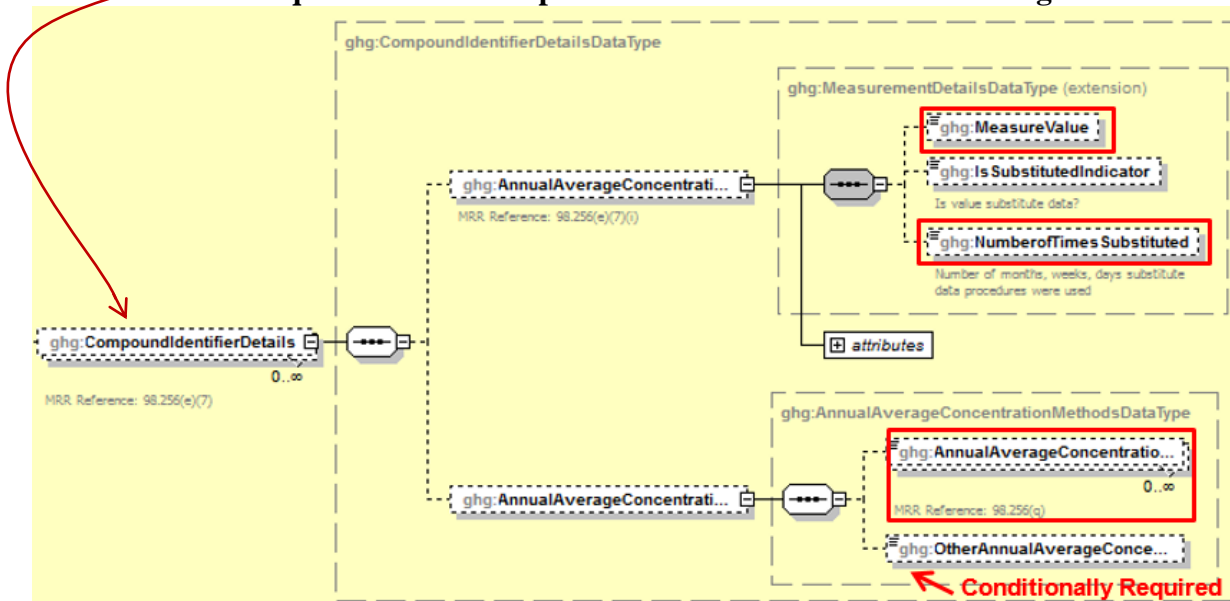 ghg:CompoundIdentifierDetailsDataType
ghg:MeasurementDetailsDataType (extension)
ghg:MeasureValue
ghg:AnnualAverageConcentrati...
MRR Reference: 98.256(e)(7)(i)
ghg:IsSubstitutedIndicator
Is value substitute data?
ghg:NumberofTimesSubstituted
Number of months, weeks, days substitute
data procedures were used
attributes
ghg:CompoundIdentifierDetails
0..∞
MRR Reference: 98.256(e)(7)
ghg:AnnualAverageConcentrationMethodsDataType
ghg:AnnualAverageConcentratio...
0..∞
MRR Reference: 98.256(q)
ghg:AnnualAverageConcentrati...
ghg:OtherAnnualAverageConce...
Conditionally Required